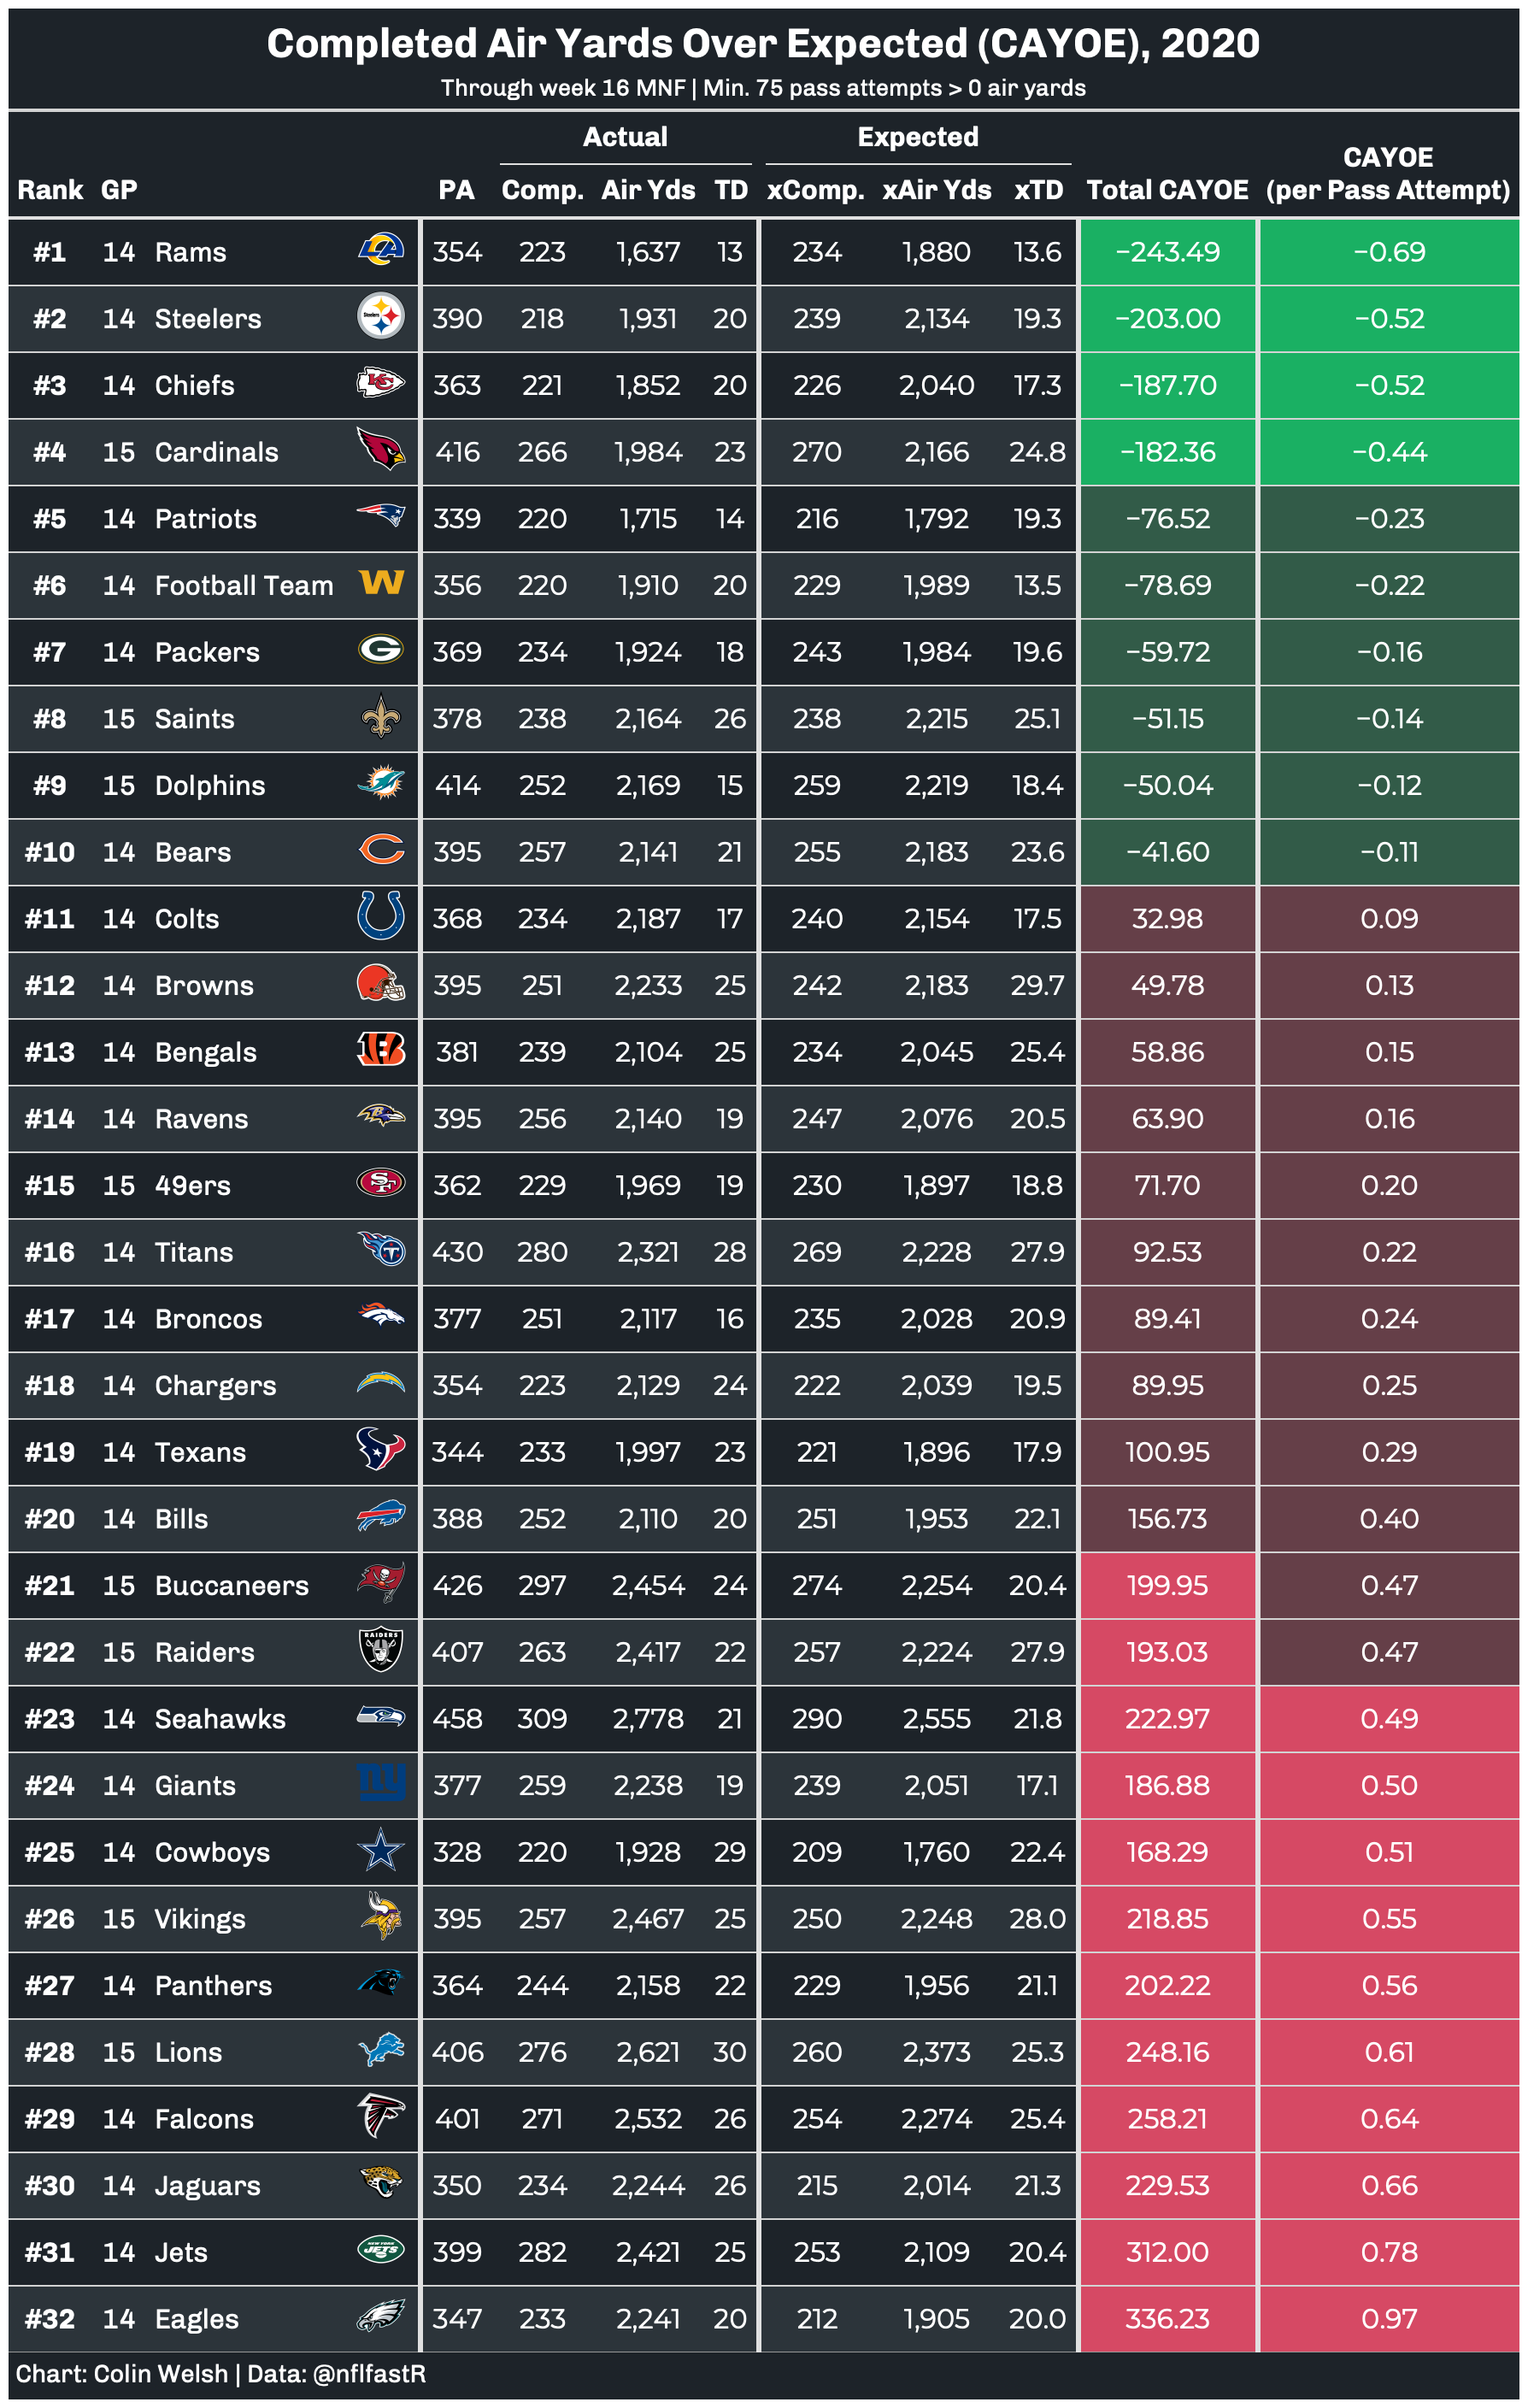 Completed Air Yards Over Expected (CAYOE), 2020
Through week 16 MNF | Min. 75 pass attempts > 0 air yards
Actual Expected
Rank GP PA Comp. Air Yds TD xComp. xAir Yds xTD Total CAYOE CAYOE (per Pass Attempt)
#1 14 Rams 354 223 1,637 13 234 1,880 13.6 −243.49 −0.69
#2 14 Steelers Steelers 390 218 1,931 20 239 2,134 19.3 −203.00 −0.52
#3 14 Chiefs KC 363 221 1,852 20 226 2,040 17.3 −187.70 −0.52
#4 15 Cardinals 416 266 1,984 23 270 2,166 24.8 −182.36 −0.44
#5 14 Patriots 339 220 1,715 14 216 1,792 19.3 −76.52 −0.23
#6 14 Football Team W 356 220 1,910 20 229 1,989 13.5 −78.69 −0.22
#7 14 Packers G 369 234 1,924 18 243 1,984 19.6 −59.72 −0.16
#8 15 Saints 378 238 2,164 26 238 2,215 25.1 −51.15 −0.14
#9 15 Dolphins 414 252 2,169 15 259 2,219 18.4 −50.04 −0.12
#10 14 Bears C 395 257 2,141 21 255 2,183 23.6 −41.60 −0.11
#11 14 Colts 368 234 2,187 17 240 2,154 17.5 32.98 0.09
#12 14 Browns 395 251 2,233 25 242 2,183 29.7 49.78 0.13
#13 14 Bengals B 381 239 2,104 25 234 2,045 25.4 58.86 0.15
#14 14 Ravens B 395 256 2,140 19 247 2,076 20.5 63.90 0.16
#15 15 49ers SF 362 229 1,969 19 230 1,897 18.8 71.70 0.20
#16 14 Titans T 430 280 2,321 28 269 2,228 27.9 92.53 0.22
#17 14 Broncos 377 251 2,117 16 235 2,028 20.9 89.41 0.24
#18 14 Chargers 354 223 2,129 24 222 2,039 19.5 89.95 0.25
#19 14 Texans 344 233 1,997 23 221 1,896 17.9 100.95 0.29
#20 14 Bills 388 252 2,110 20 251 1,953 22.1 156.73 0.40
#21 15 Buccaneers 426 297 2,454 24 274 2,254 20.4 199.95 0.47
#22 15 Raiders RAIDERS 407 263 2,417 22 257 2,224 27.9 193.03 0.47
#23 14 Seahawks 458 309 2,778 21 290 2,555 21.8 222.97 0.49
#24 14 Giants ny 377 259 2,238 19 239 2,051 17.1 186.88 0.50
#25 14 Cowboys 328 220 1,928 29 209 1,760 22.4 168.29 0.51
#26 15 Vikings 395 257 2,467 25 250 2,248 28.0 218.85 0.55
#27 14 Panthers 364 244 2,158 22 229 1,956 21.1 202.22 0.56
#28 15 Lions 406 276 2,621 30 260 2,373 25.3 248.16 0.61
#29 14 Falcons 401 271 2,532 26 254 2,274 25.4 258.21 0.64
#30 14 Jaguars 350 234 2,244 26 215 2,014 21.3 229.53 0.66
#31 14 Jets NEW YORK JETS 399 282 2,421 25 253 2,109 20.4 312.00 0.78
#32 14 Eagles 347 233 2,241 20 212 1,905 20.0 336.23 0.97
Chart: Colin Welsh | Data: @nflfastR